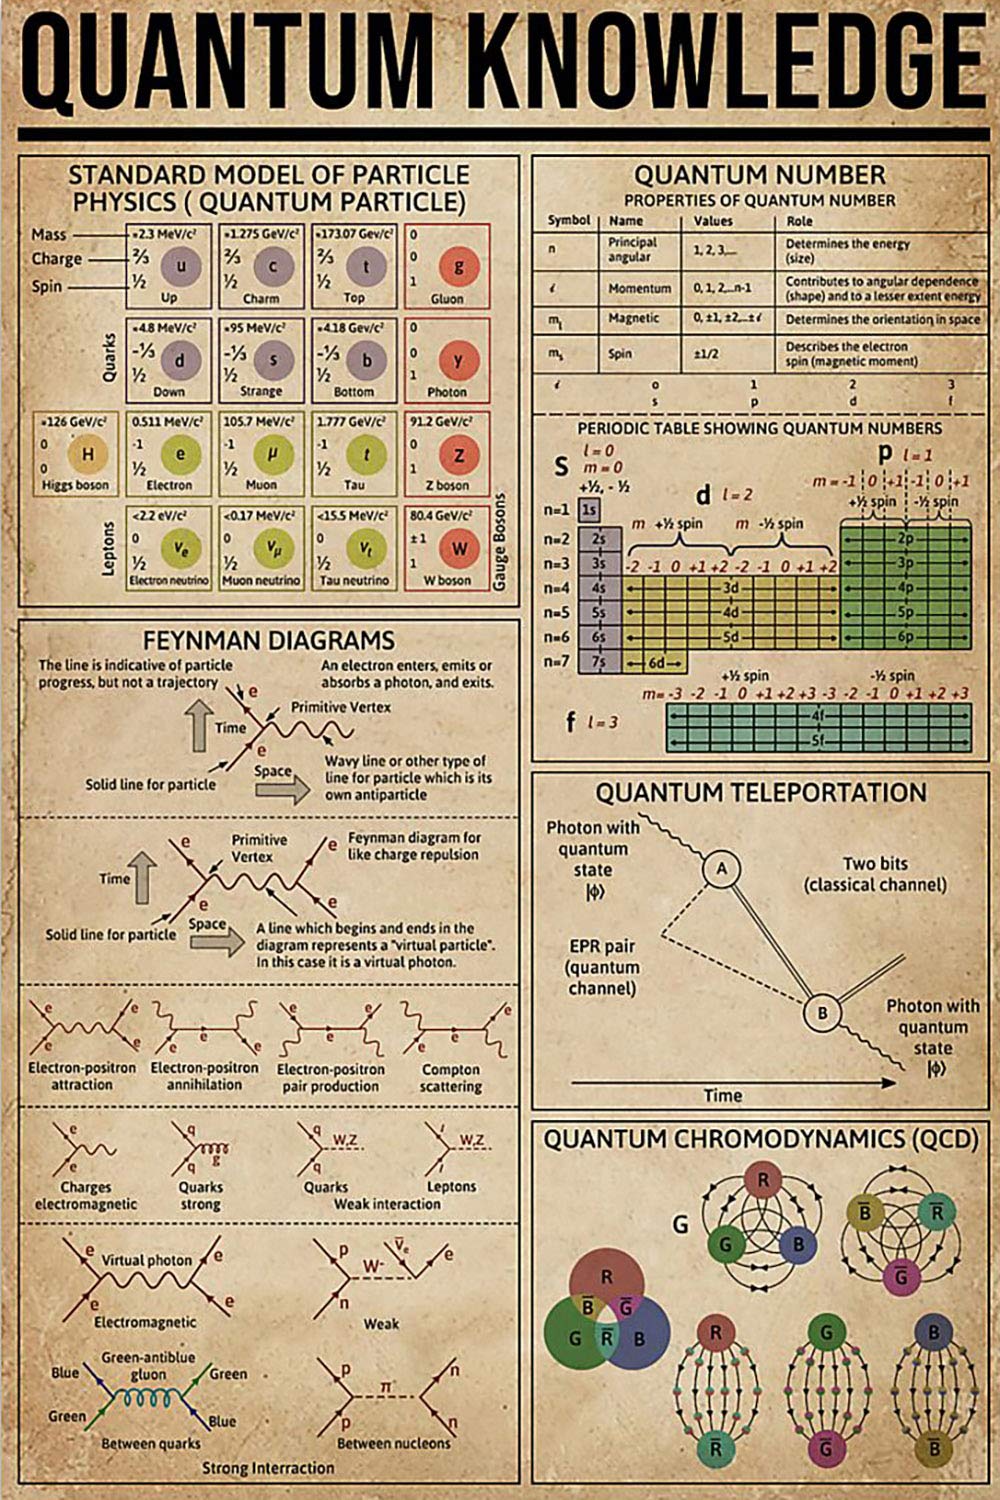 QUANTUM KNOWLEDGE
STANDARD MODEL OF PARTICLE
PHYSICS ( QUANTUM PARTICLE)
Mass
Charge
Spin
≈2.3 MeV/c²
⅔
½
u
Up
≈1.275 GeV/c²
⅔
½
c
Charm
≈173.07 Gev/c²
⅔
½
t
Top
0
0
1
g
Gluon
Quarks
≈4.8 MeV/c²
-⅓
½
d
Down
≈95 MeV/c²
-⅓
½
s
Strange
≈4.18 Gev/c²
-⅓
½
b
Bottom
0
0
1
γ
Photon
≈126 GeV/c²
0
0
H
Higgs boson
0.511 MeV/c²
-1
½
e
Electron
105.7 MeV/c²
-1
½
μ
Muon
1.777 GeV/c²
-1
½
t
Tau
91.2 GeV/c²
0
1
Z
Z boson
Leptons
<2.2 eV/c²
0
½
νe
Electron neutrino
<0.17 MeV/c²
0
½
νμ
Muon neutrino
<15.5 MeV/c²
0
½
νt
Tau neutrino
80.4 GeV/c²
±1
1
W
W boson
Gauge Bosons
FEYNMAN DIAGRAMS
The line is indicative of particle
progress, but not a trajectory
An electron enters, emits or
absorbs a photon, and exits.
e
Primitive Vertex
Time
e
Space
Solid line for particle
Wavy line or other type of
line for particle which is its
own antiparticle
e
Primitive
Vertex
e
Feynman diagram for
like charge repulsion
Time
e
e
Space
Solid line for particle
A line which begins and ends in the
diagram represents a "virtual particle".
In this case it is a virtual photon.
e e e e
Electron-positron
attraction
e e e
Electron-positron
annihilation
e e e
Electron-positron
pair production
e e e
Compton
scattering
e
e
Charges
electromagnetic
q
g
q
Quarks
strong
q
W,Z
q
Quarks
l
W,Z
l
Leptons
Weak interaction
e
Virtual photon
e
e
e
Electromagnetic
p
W-
ν̅e
e
n
Weak
Blue
Green-antiblue
gluon
Green
Green
Blue
Between quarks
p
π
n
p
n
Between nucleons
Strong Interraction
QUANTUM NUMBER
PROPERTIES OF QUANTUM NUMBER
Symbol Name Values Role
n Principal angular 1, 2, 3,... Determines the energy (size)
ℓ Momentum 0, 1, 2,..n-1 Contributes to angular dependence (shape) and to a lesser extent energy
mₗ Magnetic 0, ±1, ±2,..±ℓ Determines the orientation in space
mₛ Spin ±1/2 Describes the electron spin (magnetic moment)
ℓ 0 1 2 3
s p d f
PERIODIC TABLE SHOWING QUANTUM NUMBERS
S
l = 0
m = 0
+½, - ½
d l = 2
p l = 1
m = -1 0 +1 -1 0 +1
+½ spin -½ spin
m +½ spin m -½ spin
-2 -1 0 +1 +2 -2 -1 0 +1 +2
n=1 1s
n=2 2s 2p
n=3 3s 3p
n=4 4s 3d 4p
n=5 5s 4d 5p
n=6 6s 5d 6p
n=7 7s 6d
+½ spin -½ spin
m= -3 -2 -1 0 +1 +2 +3 -3 -2 -1 0 +1 +2 +3
f l = 3
4f
5f
QUANTUM TELEPORTATION
Photon with
quantum
state
|ϕ⟩
A
Two bits
(classical channel)
EPR pair
(quantum
channel)
B
Photon with
quantum
state
|ϕ⟩
Time
QUANTUM CHROMODYNAMICS (QCD)
G
R
G B
B̅ R̅
G̅
R
B̅ G̅
G R̅ B
R G B
R̅ G̅ B̅